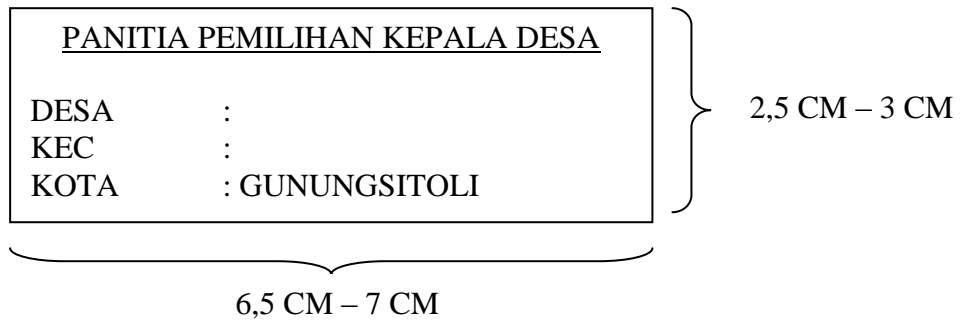 PANITIA PEMILIHAN KEPALA DESA
DESA :
KEC :
KOTA : GUNUNGSITOLI
2,5 CM – 3 CM
6,5 CM – 7 CM